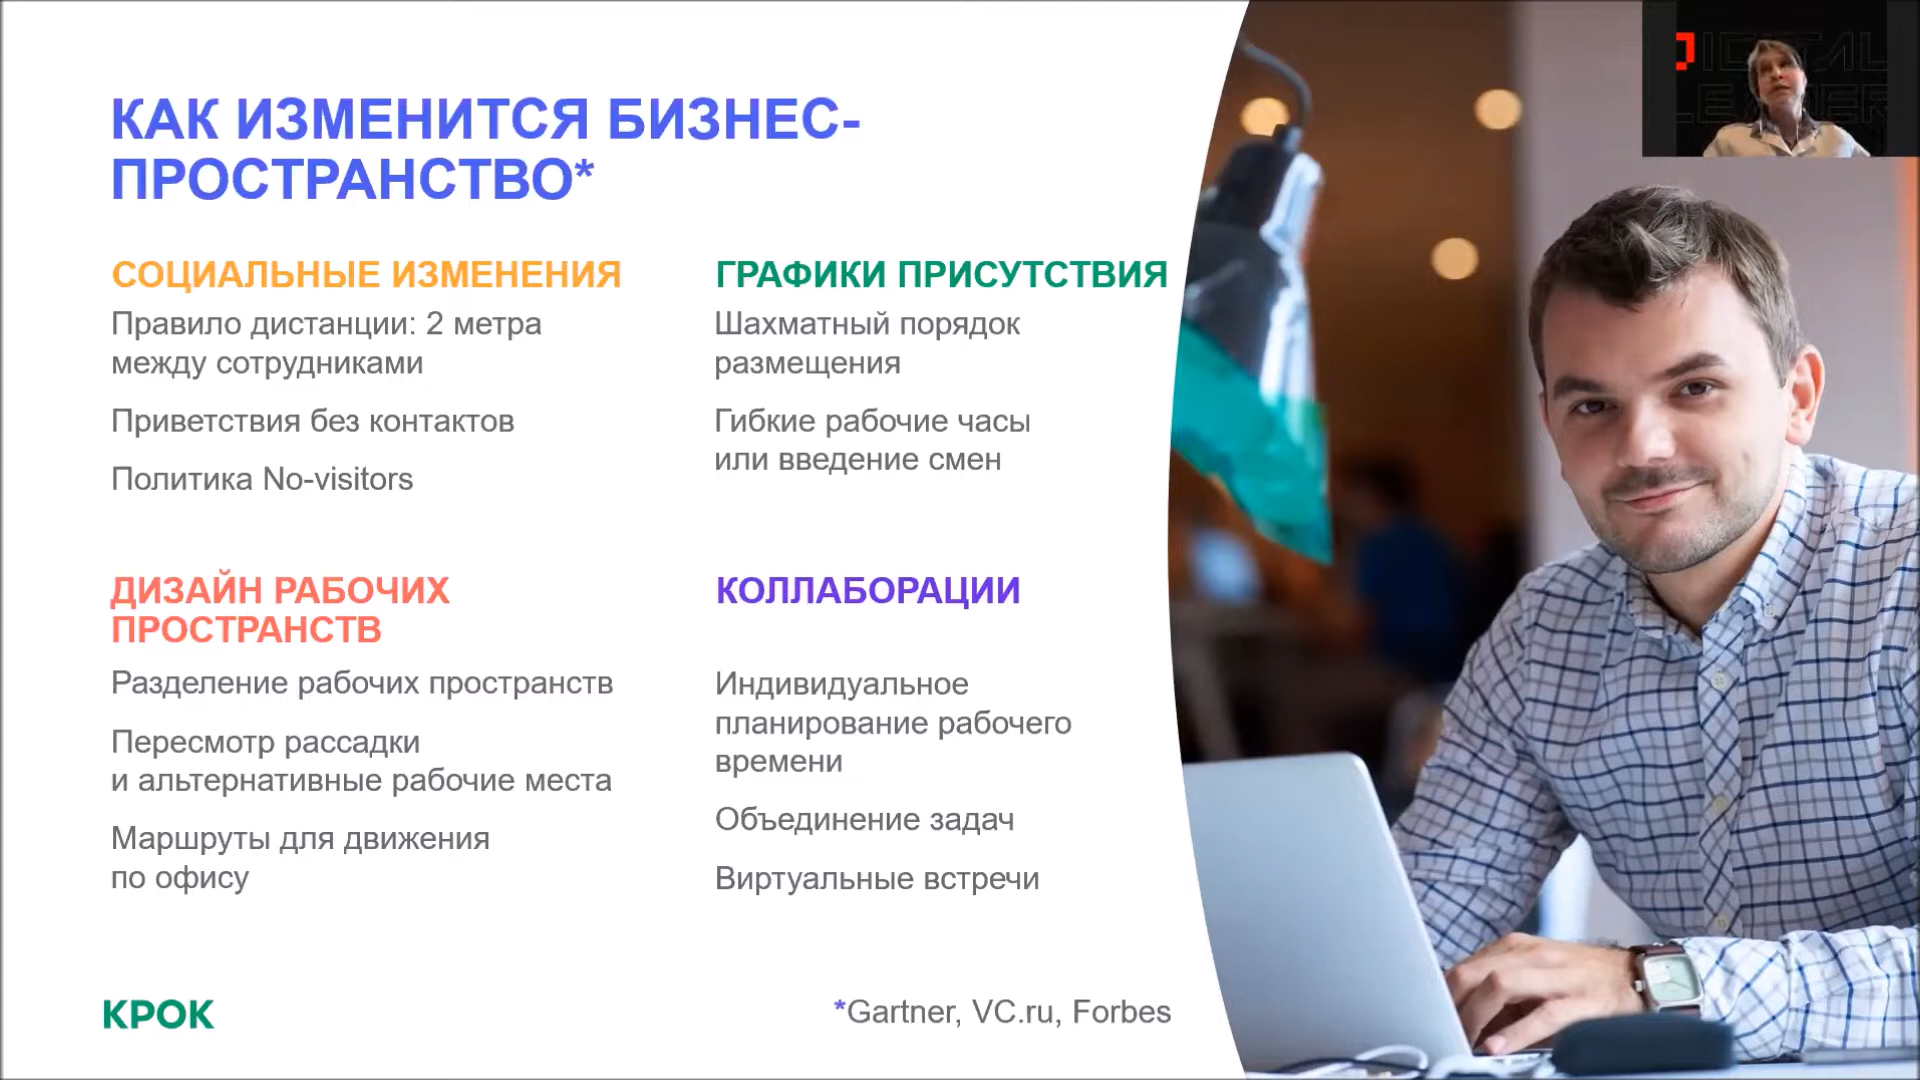 КАК ИЗМЕНИТСЯ БИЗНЕС-
ПРОСТРАНСТВО*
СОЦИАЛЬНЫЕ ИЗМЕНЕНИЯ
Правило дистанции: 2 метра
между сотрудниками
Приветствия без контактов
Политика No-visitors
ГРАФИКИ ПРИСУТСТВИЯ
Шахматный порядок
размещения
Гибкие рабочие часы
или введение смен
ДИЗАЙН РАБОЧИХ
ПРОСТРАНСТВ
Разделение рабочих пространств
Пересмотр рассадки
и альтернативные рабочие места
Маршруты для движения
по офису
КОЛЛАБОРАЦИИ
Индивидуальное
планирование рабочего
времени
Объединение задач
Виртуальные встречи
КРОК
*Gartner, VC.ru, Forbes